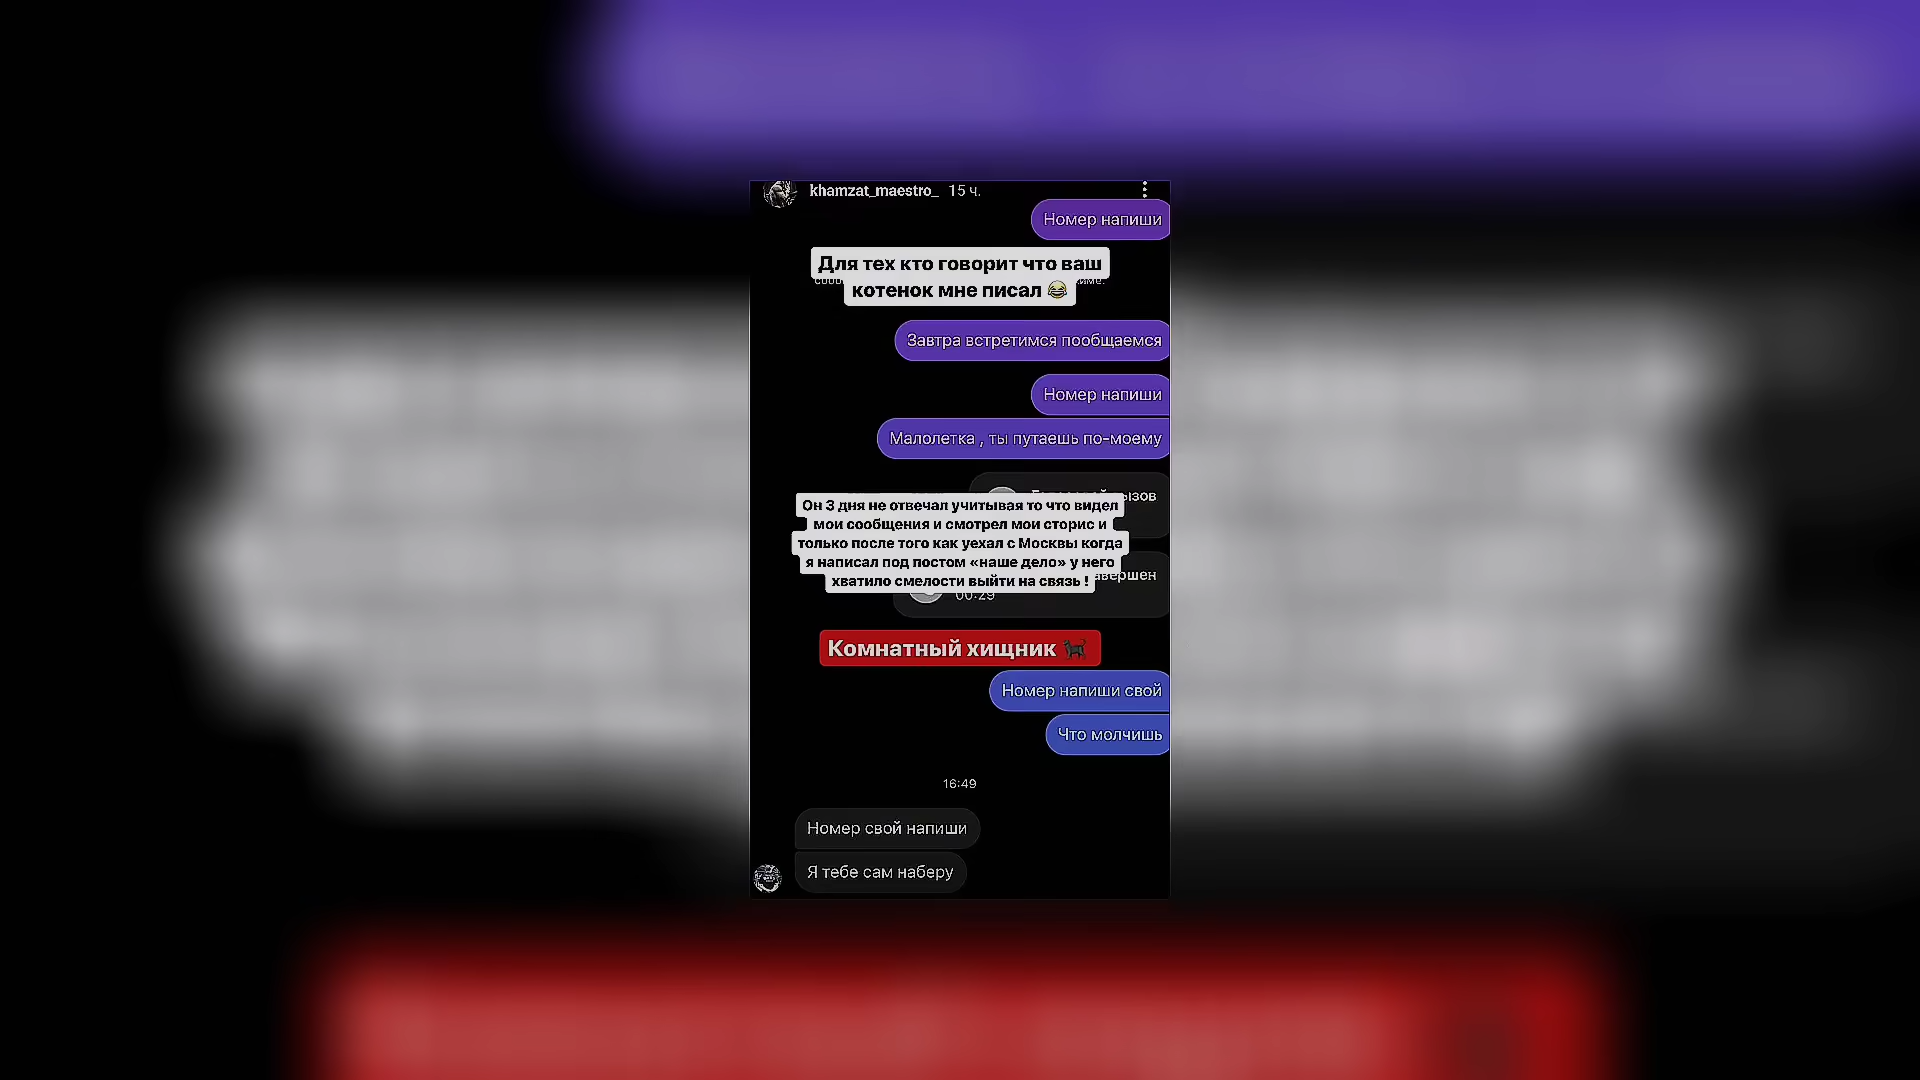 khamzat_maestro_ 15 ч.
Номер напиши
Для тех кто говорит что ваш
котенок мне писал 😂
Завтра встретимся пообщаемся
Номер напиши
Малолетка , ты путаешь по-моему
Он 3 дня не отвечал учитывая то что видел
мои сообщения и смотрел мои сторис и
только после того как уехал с Москвы когда
я написал под постом «наше дело» у него
хватило смелости выйти на связь !
00:29
Комнатный хищник 🐈‍⬛
Номер напиши свой
Что молчишь
16:49
Номер свой напиши
Я тебе сам наберу